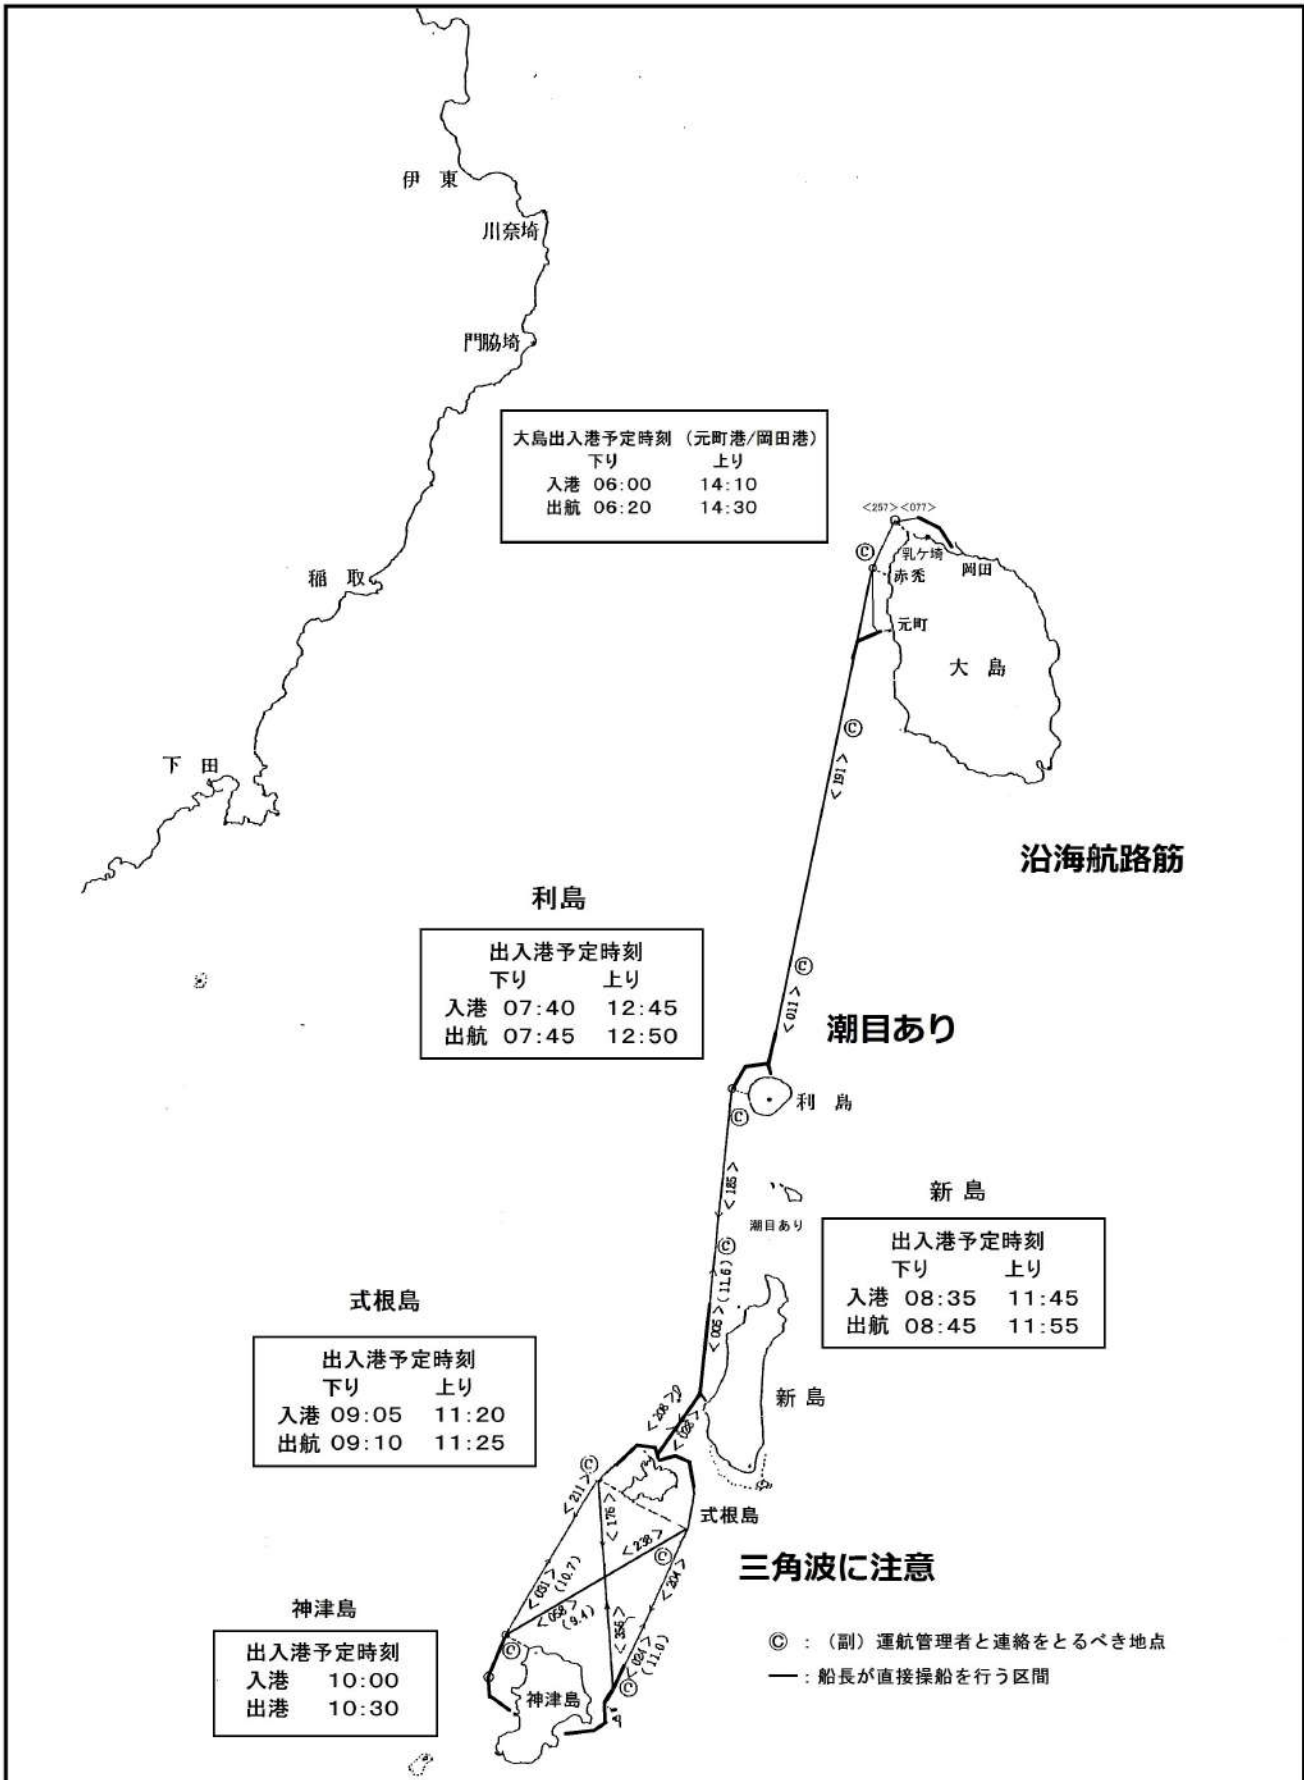 伊 東
川奈埼
門脇埼
大島出入港予定時刻 (元町港/岡田港)
下り 上り
入港 06:00 14:10
出航 06:20 14:30
<257><077>
Ⓒ
乳ケ埼
岡田
赤禿
稲 取
元町
大 島
下 田
Ⓒ
<191>
沿海航路筋
利島
出入港予定時刻
下り 上り
入港 07:40 12:45
出航 07:45 12:50
Ⓒ
<011>
潮目あり
利 島
Ⓒ
<185>
新 島
潮目あり
出入港予定時刻
下り 上り
入港 08:35 11:45
出航 08:45 11:55
Ⓒ
<005>(11.6)
式根島
出入港予定時刻
下り 上り
入港 09:05 11:20
出航 09:10 11:25
新 島
<208>
<028>
Ⓒ
<211>
<176>
式根島
<238>
Ⓒ
<204>
三角波に注意
<031>
(10.7)
<058>
(9.4)
<356>
<024>
(11.0)
神津島
出入港予定時刻
入港 10:00
出港 10:30
Ⓒ
Ⓒ
神津島
Ⓒ : (副)運航管理者と連絡をとるべき地点
━ : 船長が直接操船を行う区間